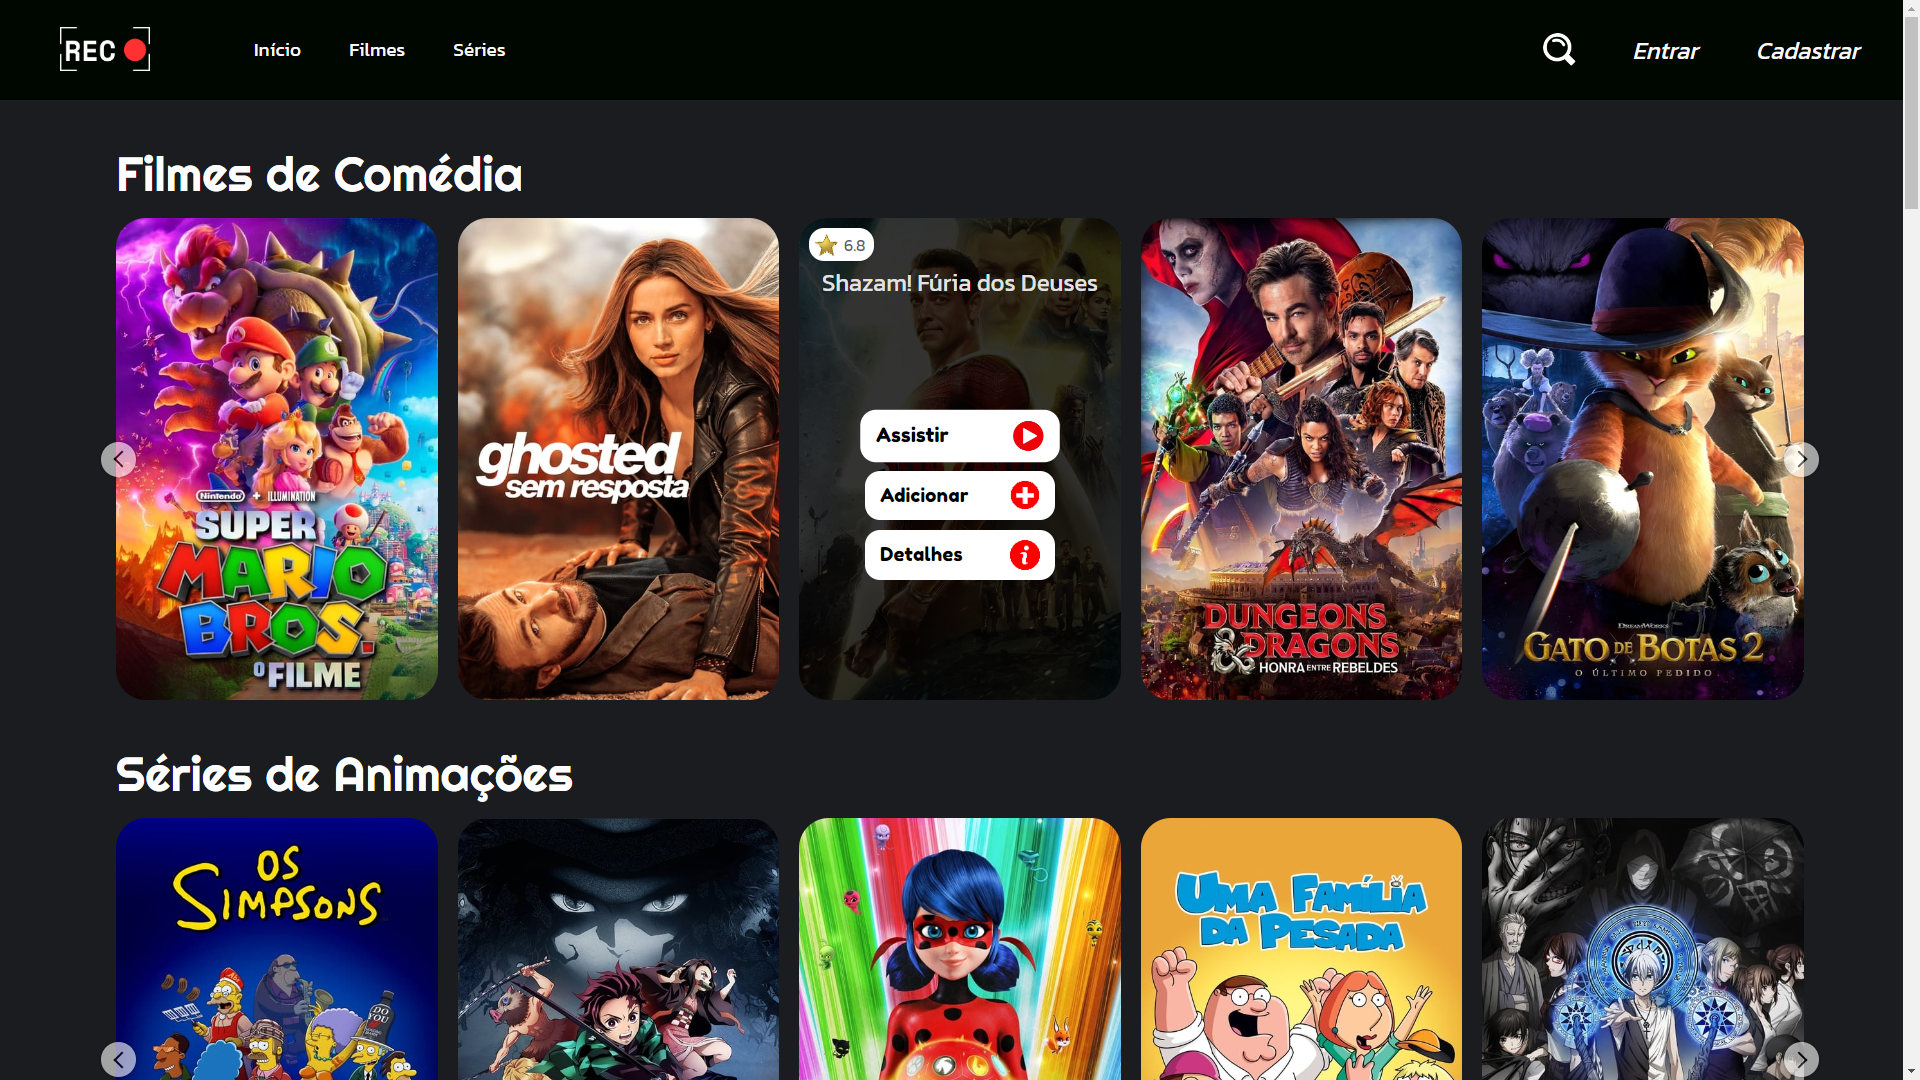 REC
Início
Filmes
Séries
Entrar
Cadastrar
Filmes de Comédia
Nintendo + ILLUMINATION
SUPER
MARIO
BROS.
O FILME
ghosted
sem resposta
6.8
Shazam! Fúria dos Deuses
Assistir
Adicionar
Detalhes
DUNGEONS
& DRAGONS
HONRA ENTRE REBELDES
DREAMWORKS
GATO DE BOTAS 2
O ÚLTIMO PEDIDO
Séries de Animações
OS
SIMPSONS
DO
YOU
UMA FAMÍLIA
DA PESADA